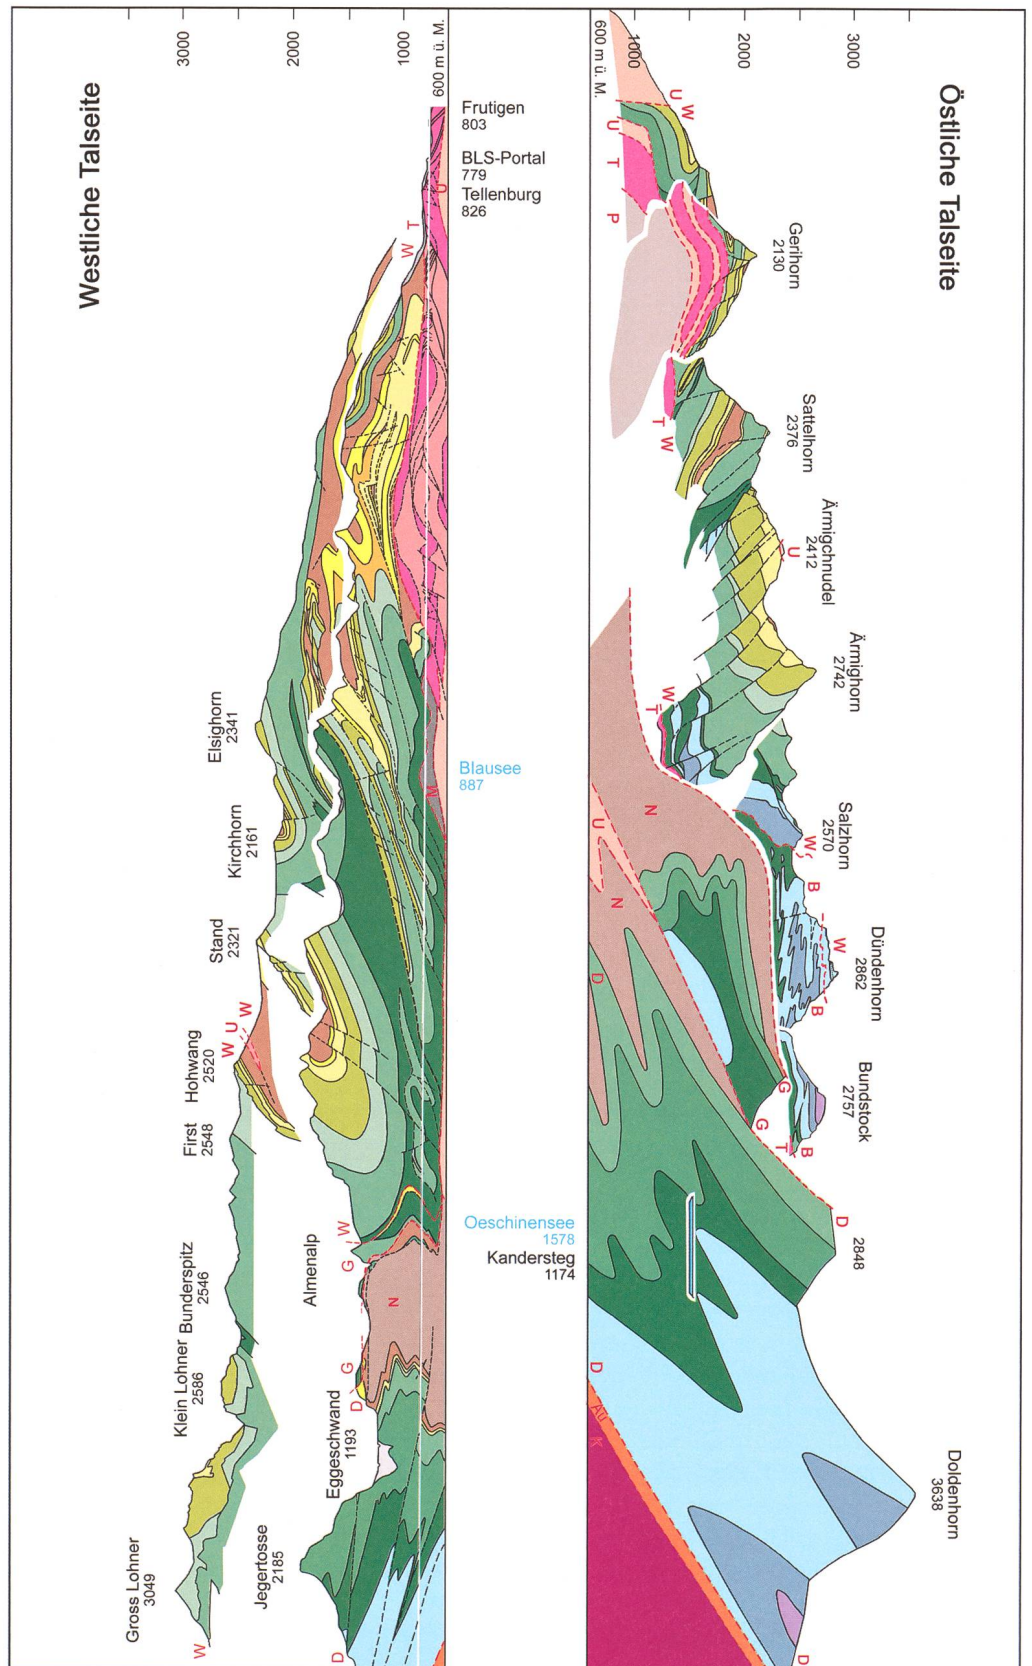 Westliche Talseite
3000
2000
1000
600 m ü. M.
U
T
W
Elsighorn
2341
Kirchhorn
2161
Stand
2321
W
U
W
Hohwang
2520
First
2548
Bunderspitz
2546
Klein Lohner
2586
Gross Lohner
3049
W
Almenalp
W
G
N
G
D
Eggeschwand
1193
Jegertosse
2185
D
Frutigen
803
BLS-Portal
779
Tellenburg
826
Blausee
887
Oeschinensee
1578
Kandersteg
1174
Östliche Talseite
3000
2000
1000
600 m ü. M.
U
W
U
T
P
Gerihorn
2130
T
W
Sattelhorn
2376
Ärmigchnudel
2412
U
Ärmighorn
2742
W
T
N
U
N
D
Salzhorn
2570
W
B
W
B
Dündenhorn
2862
Bundstock
2757
G
G
T
B
D
2848
D
K
Doldenhorn
3638
D